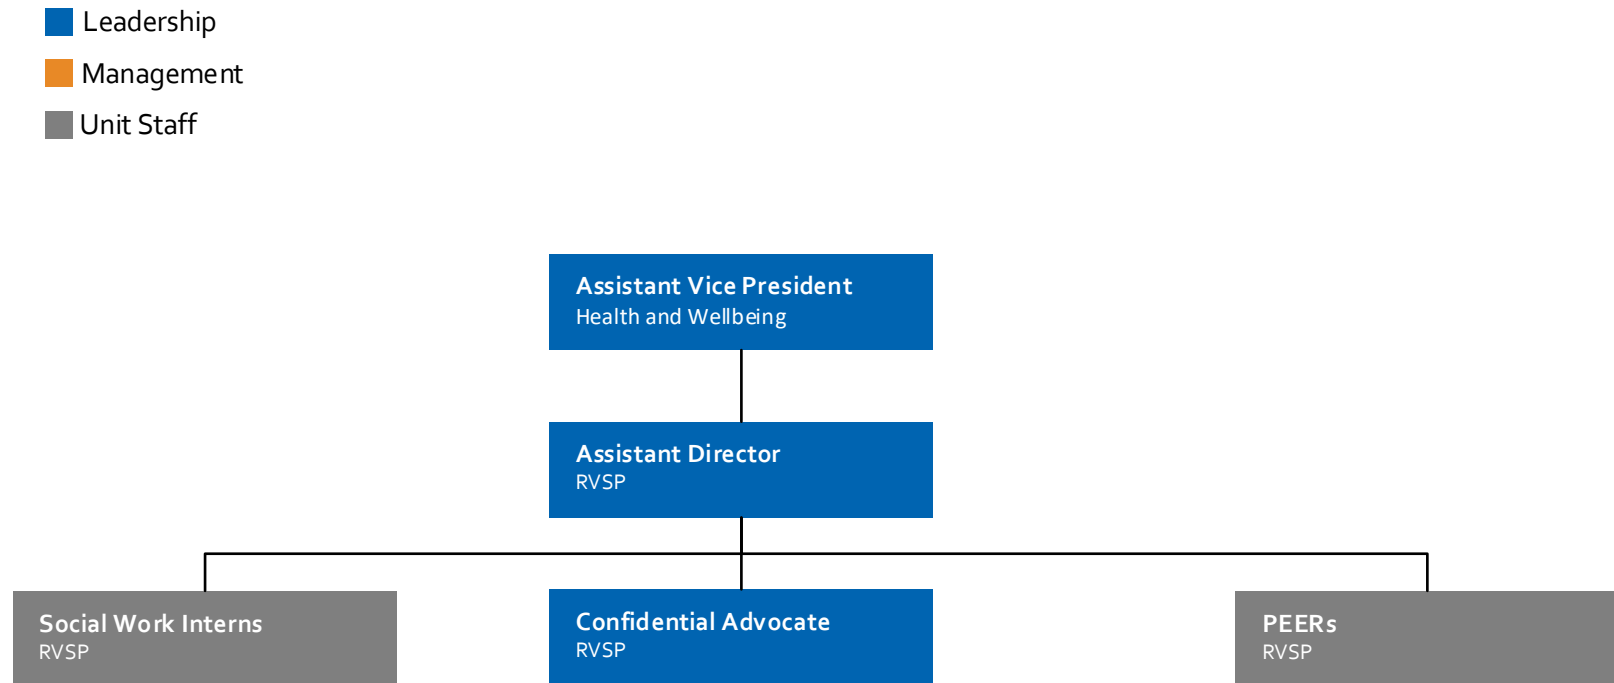 Leadership
Management
Unit Staff
Assistant Vice President
Health and Wellbeing
Assistant Director
RVSP
Social Work Interns
RVSP
Confidential Advocate
RVSP
PEERs
RVSP